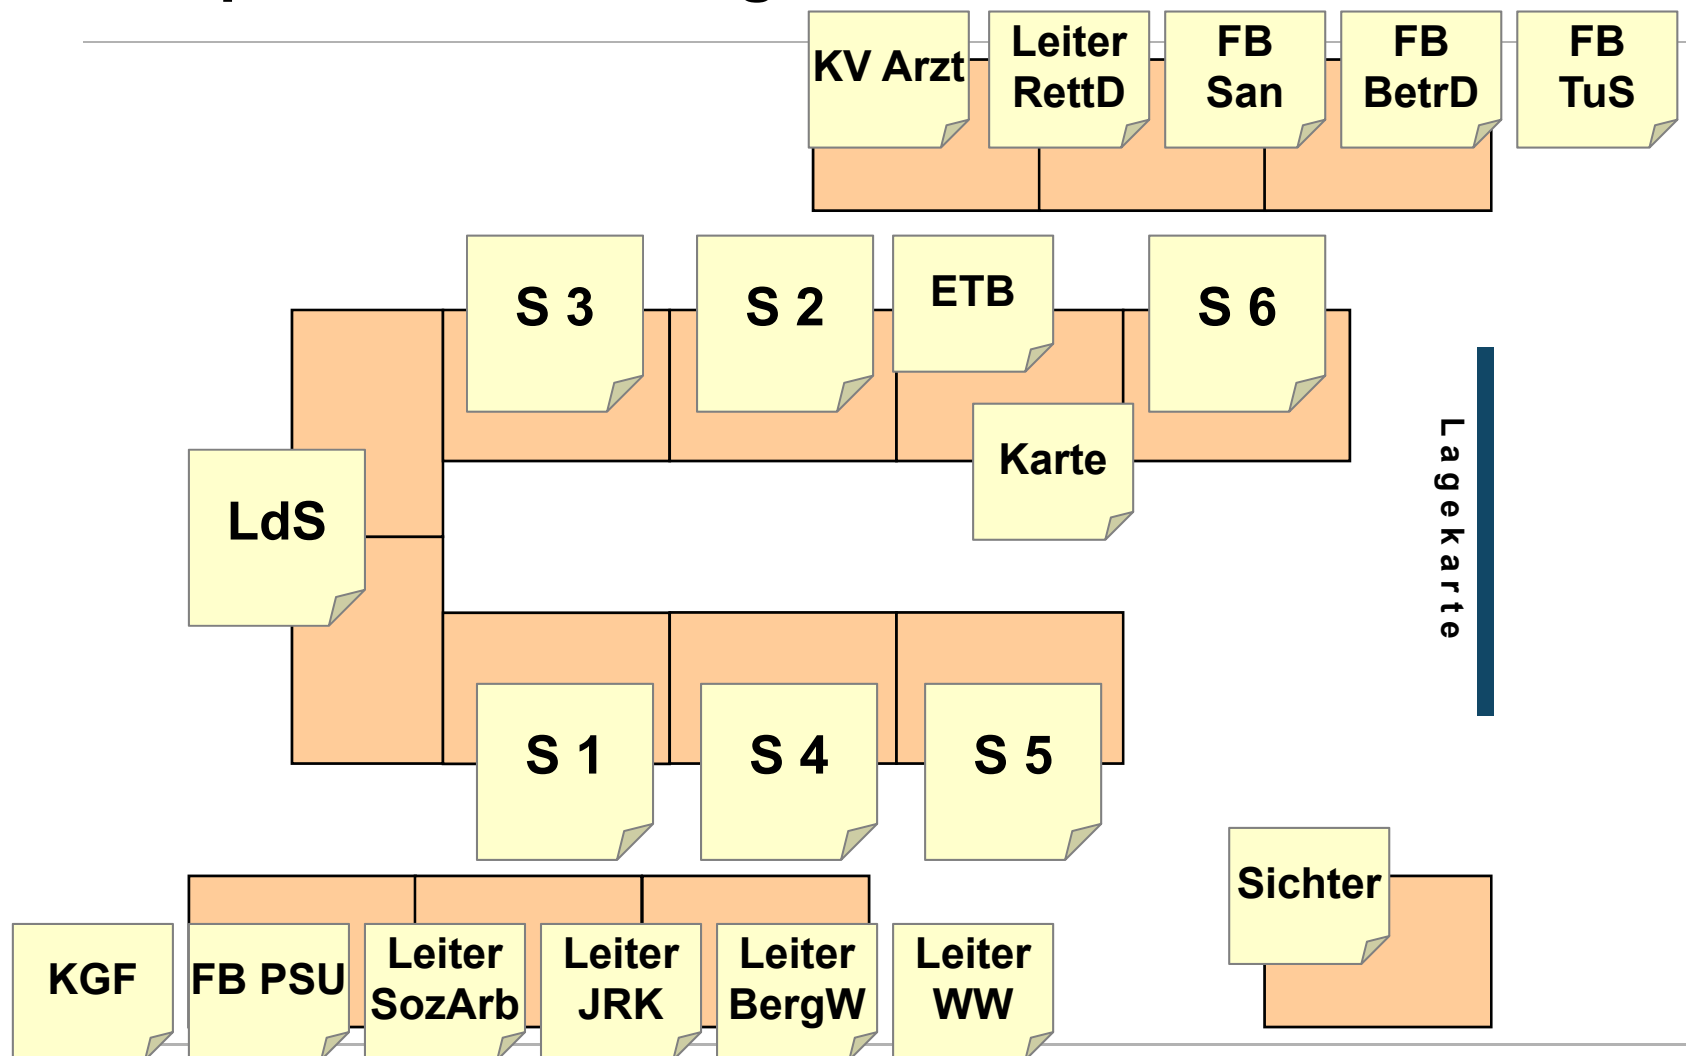 KV Arzt
Leiter
RettD
FB
San
FB
BetrD
FB
TuS
S 3
S 2
ETB
S 6
Karte
LdS
Lagekarte
S 1
S 4
S 5
Sichter
KGF
FB PSU
Leiter
SozArb
Leiter
JRK
Leiter
BergW
Leiter
WW